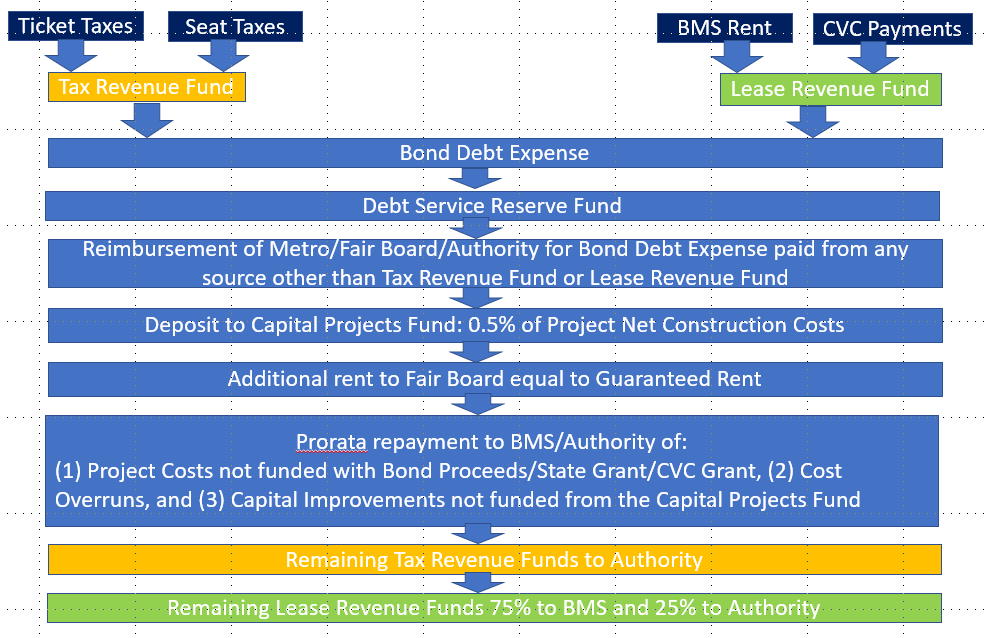 Ticket Taxes
Seat Taxes
BMS Rent
CVC Payments
Tax Revenue Fund
Lease Revenue Fund
Bond Debt Expense
Debt Service Reserve Fund
Reimbursement of Metro/Fair Board/Authority for Bond Debt Expense paid from any
source other than Tax Revenue Fund or Lease Revenue Fund
Deposit to Capital Projects Fund: 0.5% of Project Net Construction Costs
Additional rent to Fair Board equal to Guaranteed Rent
Prorata repayment to BMS/Authority of:
(1) Project Costs not funded with Bond Proceeds/State Grant/CVC Grant, (2) Cost
Overruns, and (3) Capital Improvements not funded from the Capital Projects Fund
Remaining Tax Revenue Funds to Authority
Remaining Lease Revenue Funds 75% to BMS and 25% to Authority